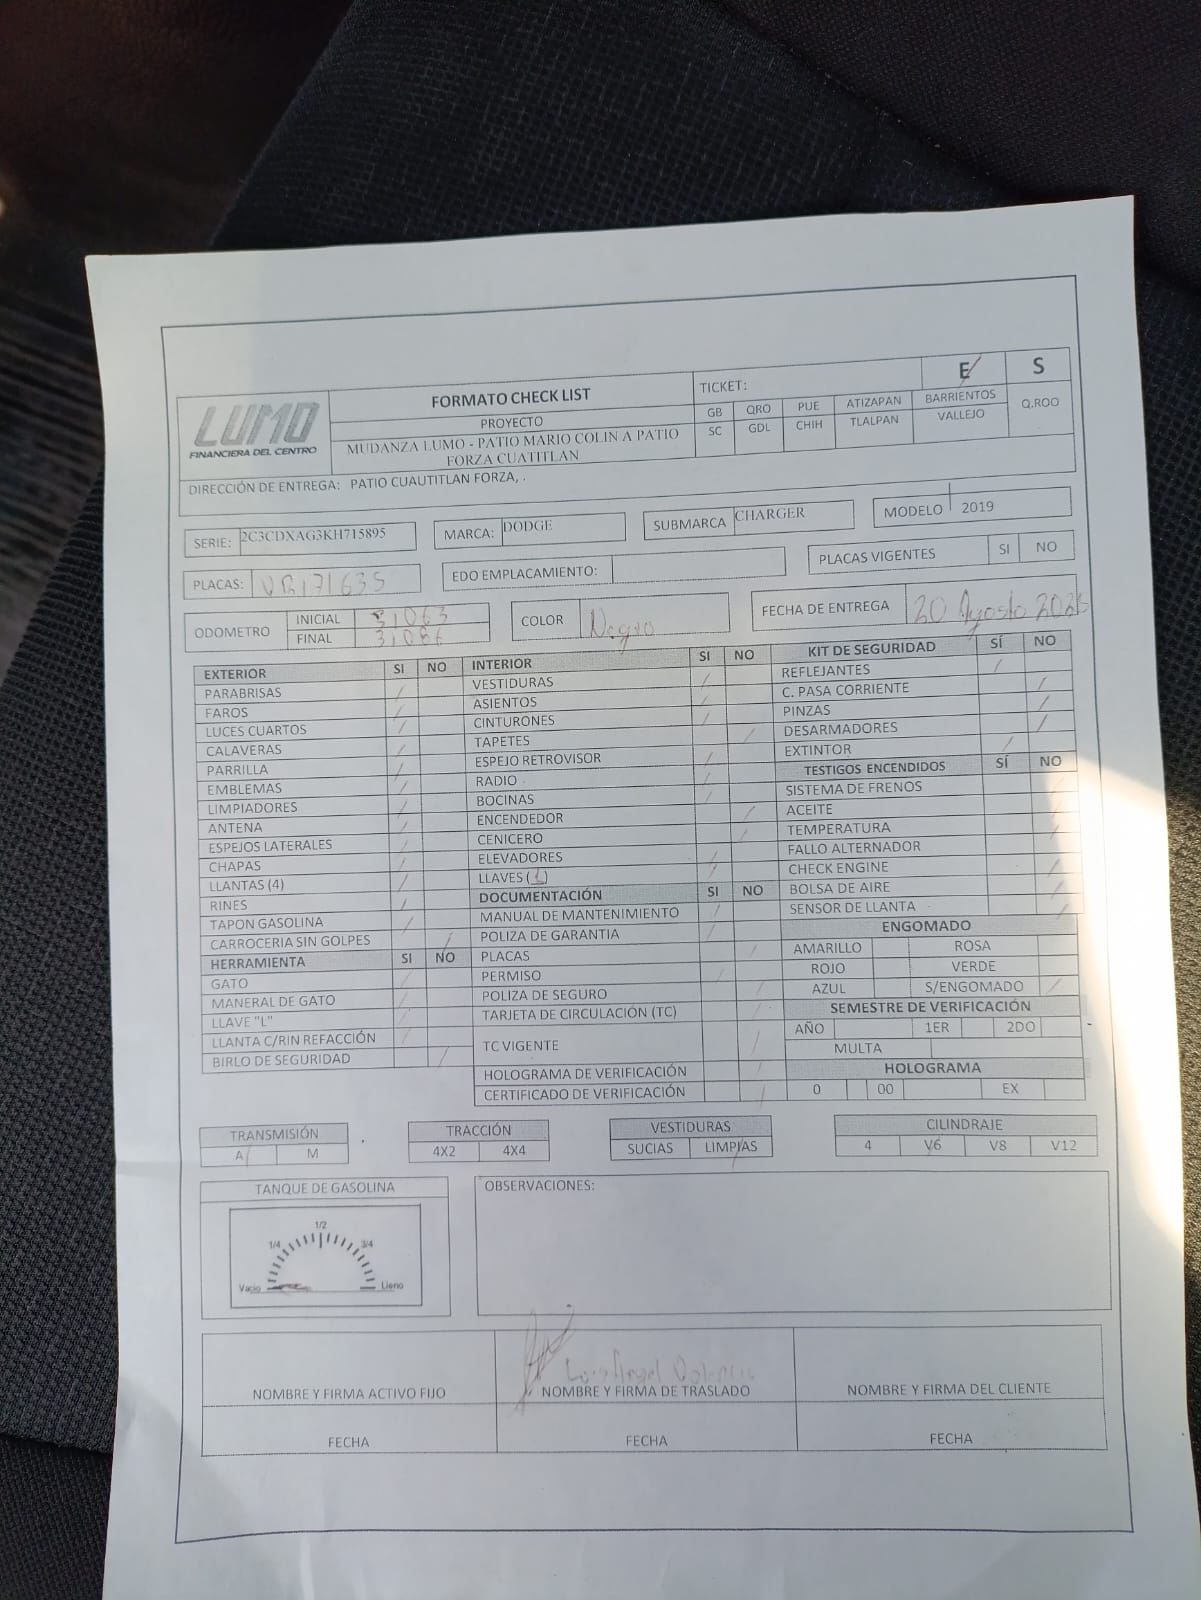 LUMO
FINANCIERA DEL CENTRO
FORMATO CHECK LIST
PROYECTO
MUDANZA LUMO - PATIO MARIO COLIN A PATIO
FORZA CUATITLAN
TICKET:
E
S
GB QRO PUE ATIZAPAN BARRIENTOS
SC GDL CHIH TLALPAN VALLEJO
Q.ROO
DIRECCIÓN DE ENTREGA: PATIO CUAUTITLAN FORZA, .
SERIE: 2C3CDXAG3KH715895
MARCA: DODGE
SUBMARCA CHARGER
MODELO 2019
PLACAS:
EDO EMPLACAMIENTO:
PLACAS VIGENTES SI NO
ODOMETRO
INICIAL 31063
FINAL 31086
COLOR Negro
FECHA DE ENTREGA 20 Agosto
EXTERIOR SI NO
PARABRISAS
FAROS
LUCES CUARTOS
CALAVERAS
PARRILLA
EMBLEMAS
LIMPIADORES
ANTENA
ESPEJOS LATERALES
CHAPAS
LLANTAS (4)
RINES
TAPON GASOLINA
CARROCERIA SIN GOLPES
HERRAMIENTA SI NO
GATO
MANERAL DE GATO
LLAVE "L"
LLANTA C/RIN REFACCIÓN
BIRLO DE SEGURIDAD
INTERIOR SI NO
VESTIDURAS
ASIENTOS
CINTURONES
TAPETES
ESPEJO RETROVISOR
RADIO
BOCINAS
ENCENDEDOR
CENICERO
ELEVADORES
LLAVES (1)
DOCUMENTACIÓN SI NO
MANUAL DE MANTENIMIENTO
POLIZA DE GARANTIA
PLACAS
PERMISO
POLIZA DE SEGURO
TARJETA DE CIRCULACIÓN (TC)
TC VIGENTE
HOLOGRAMA DE VERIFICACIÓN
CERTIFICADO DE VERIFICACIÓN
KIT DE SEGURIDAD SÍ NO
REFLEJANTES
C. PASA CORRIENTE
PINZAS
DESARMADORES
EXTINTOR
TESTIGOS ENCENDIDOS SÍ NO
SISTEMA DE FRENOS
ACEITE
TEMPERATURA
FALLO ALTERNADOR
CHECK ENGINE
BOLSA DE AIRE
SENSOR DE LLANTA
ENGOMADO
AMARILLO ROSA
ROJO VERDE
AZUL S/ENGOMADO
SEMESTRE DE VERIFICACIÓN
AÑO 1ER 2DO
MULTA
HOLOGRAMA
0 00 EX
TRANSMISIÓN
A M
TRACCIÓN
4X2 4X4
VESTIDURAS
SUCIAS LIMPIAS
CILINDRAJE
4 V6 V8 V12
TANQUE DE GASOLINA
1/2
1/4 3/4
Vacio Lleno
OBSERVACIONES:
Luis Angel
NOMBRE Y FIRMA ACTIVO FIJO
NOMBRE Y FIRMA DE TRASLADO
NOMBRE Y FIRMA DEL CLIENTE
FECHA
FECHA
FECHA